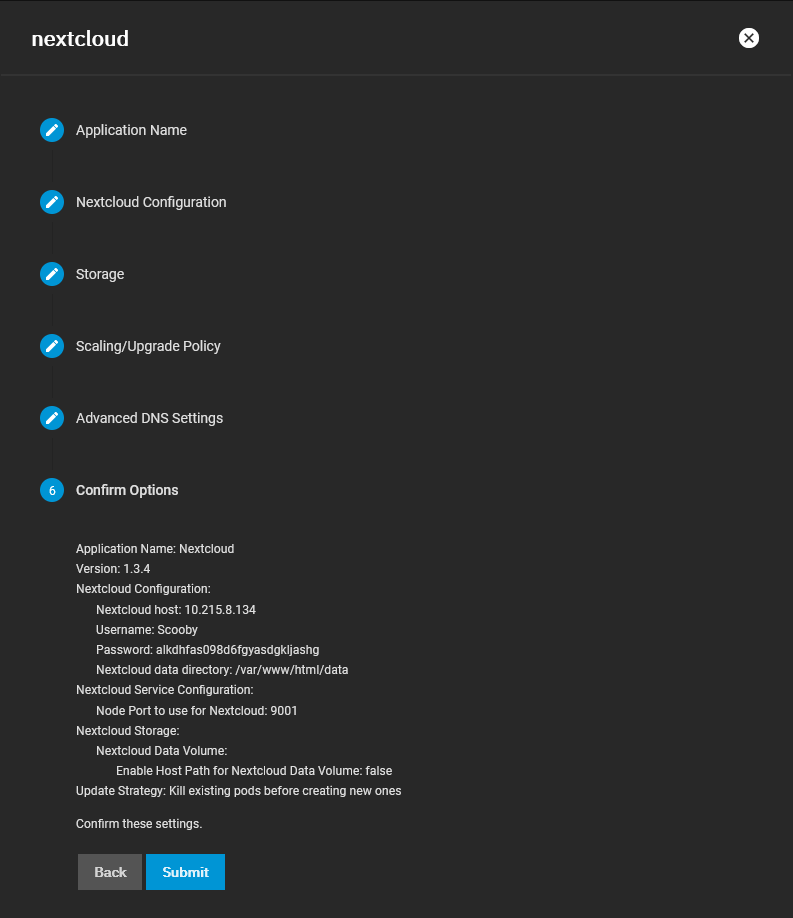 nextcloud
Application Name
Nextcloud Configuration
Storage
Scaling/Upgrade Policy
Advanced DNS Settings
6 Confirm Options
Application Name: Nextcloud
Version: 1.3.4
Nextcloud Configuration:
Nextcloud host: 10.215.8.134
Username: Scooby
Password: alkdhfas098d6fgyasdgkljashg
Nextcloud data directory: /var/www/html/data
Nextcloud Service Configuration:
Node Port to use for Nextcloud: 9001
Nextcloud Storage:
Nextcloud Data Volume:
Enable Host Path for Nextcloud Data Volume: false
Update Strategy: Kill existing pods before creating new ones
Confirm these settings.
Back Submit